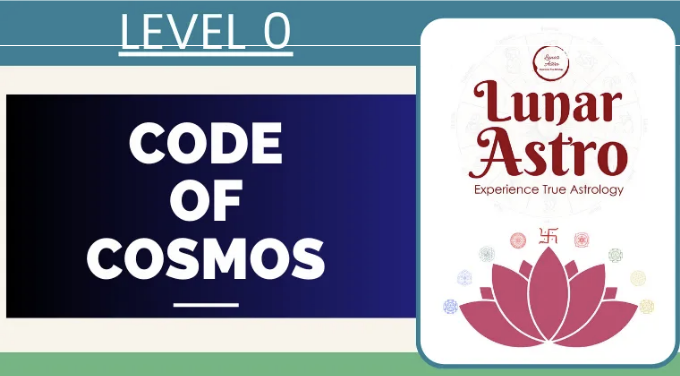 LEVEL 0
CODE
OF
COSMOS
Lunar
Astro
Experience True Astrology